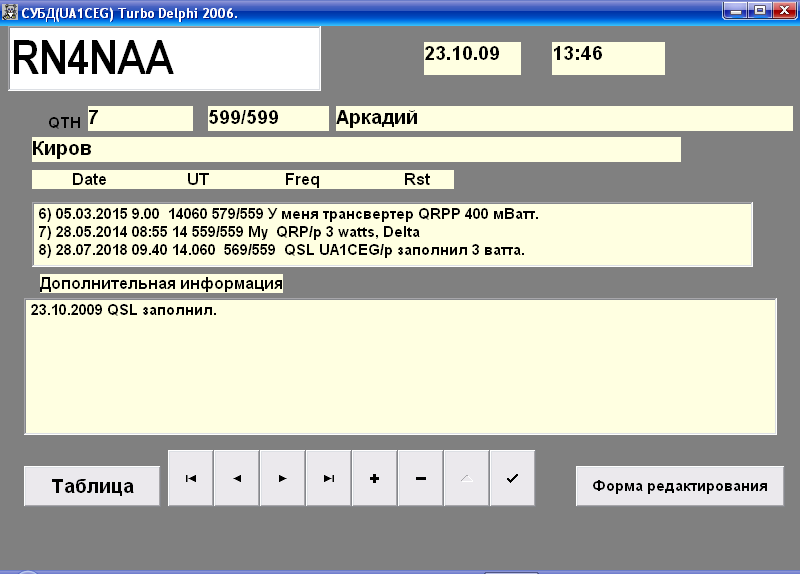 СУБД(UA1CEG) Turbo Delphi 2006.
RN4NAA
23.10.09 13:46
QTH 7 599/599 Аркадий
Киров
Date UT Freq Rst
6) 05.03.2015 9.00 14060 579/559 У меня трансвертер QRPP 400 мВатт.
7) 28.05.2014 08:55 14 559/559 My QRP/p 3 watts, Delta
8) 28.07.2018 09.40 14.060 569/559 QSL UA1CEG/p заполнил 3 ватта.
Дополнительная информация
23.10.2009 QSL заполнил.
Таблица
Форма редактирования